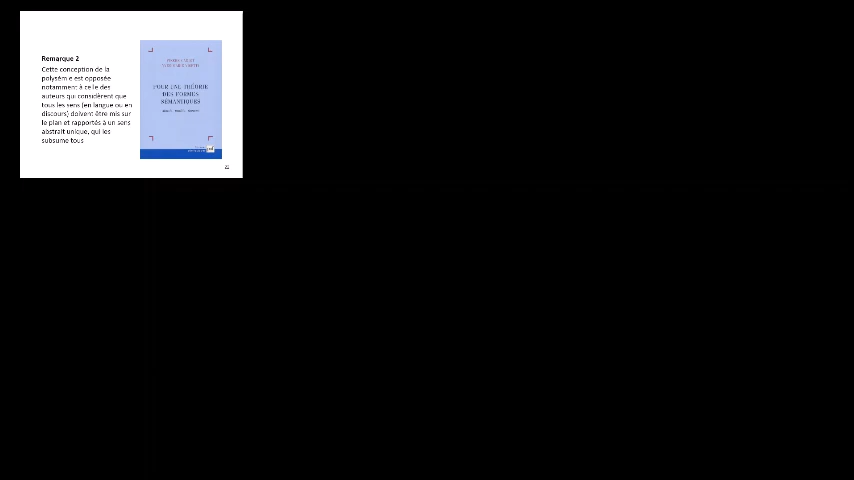 Remarque 2
Cette conception de la
polysémie est opposée
notamment à celle des
auteurs qui considèrent que
tous les sens (en langue ou en
discours) doivent être mis sur
le plan et rapportés à un sens
abstrait unique, qui les
subsume tous
POUR UNE THÉORIE
DES FORMES
SÉMANTIQUES